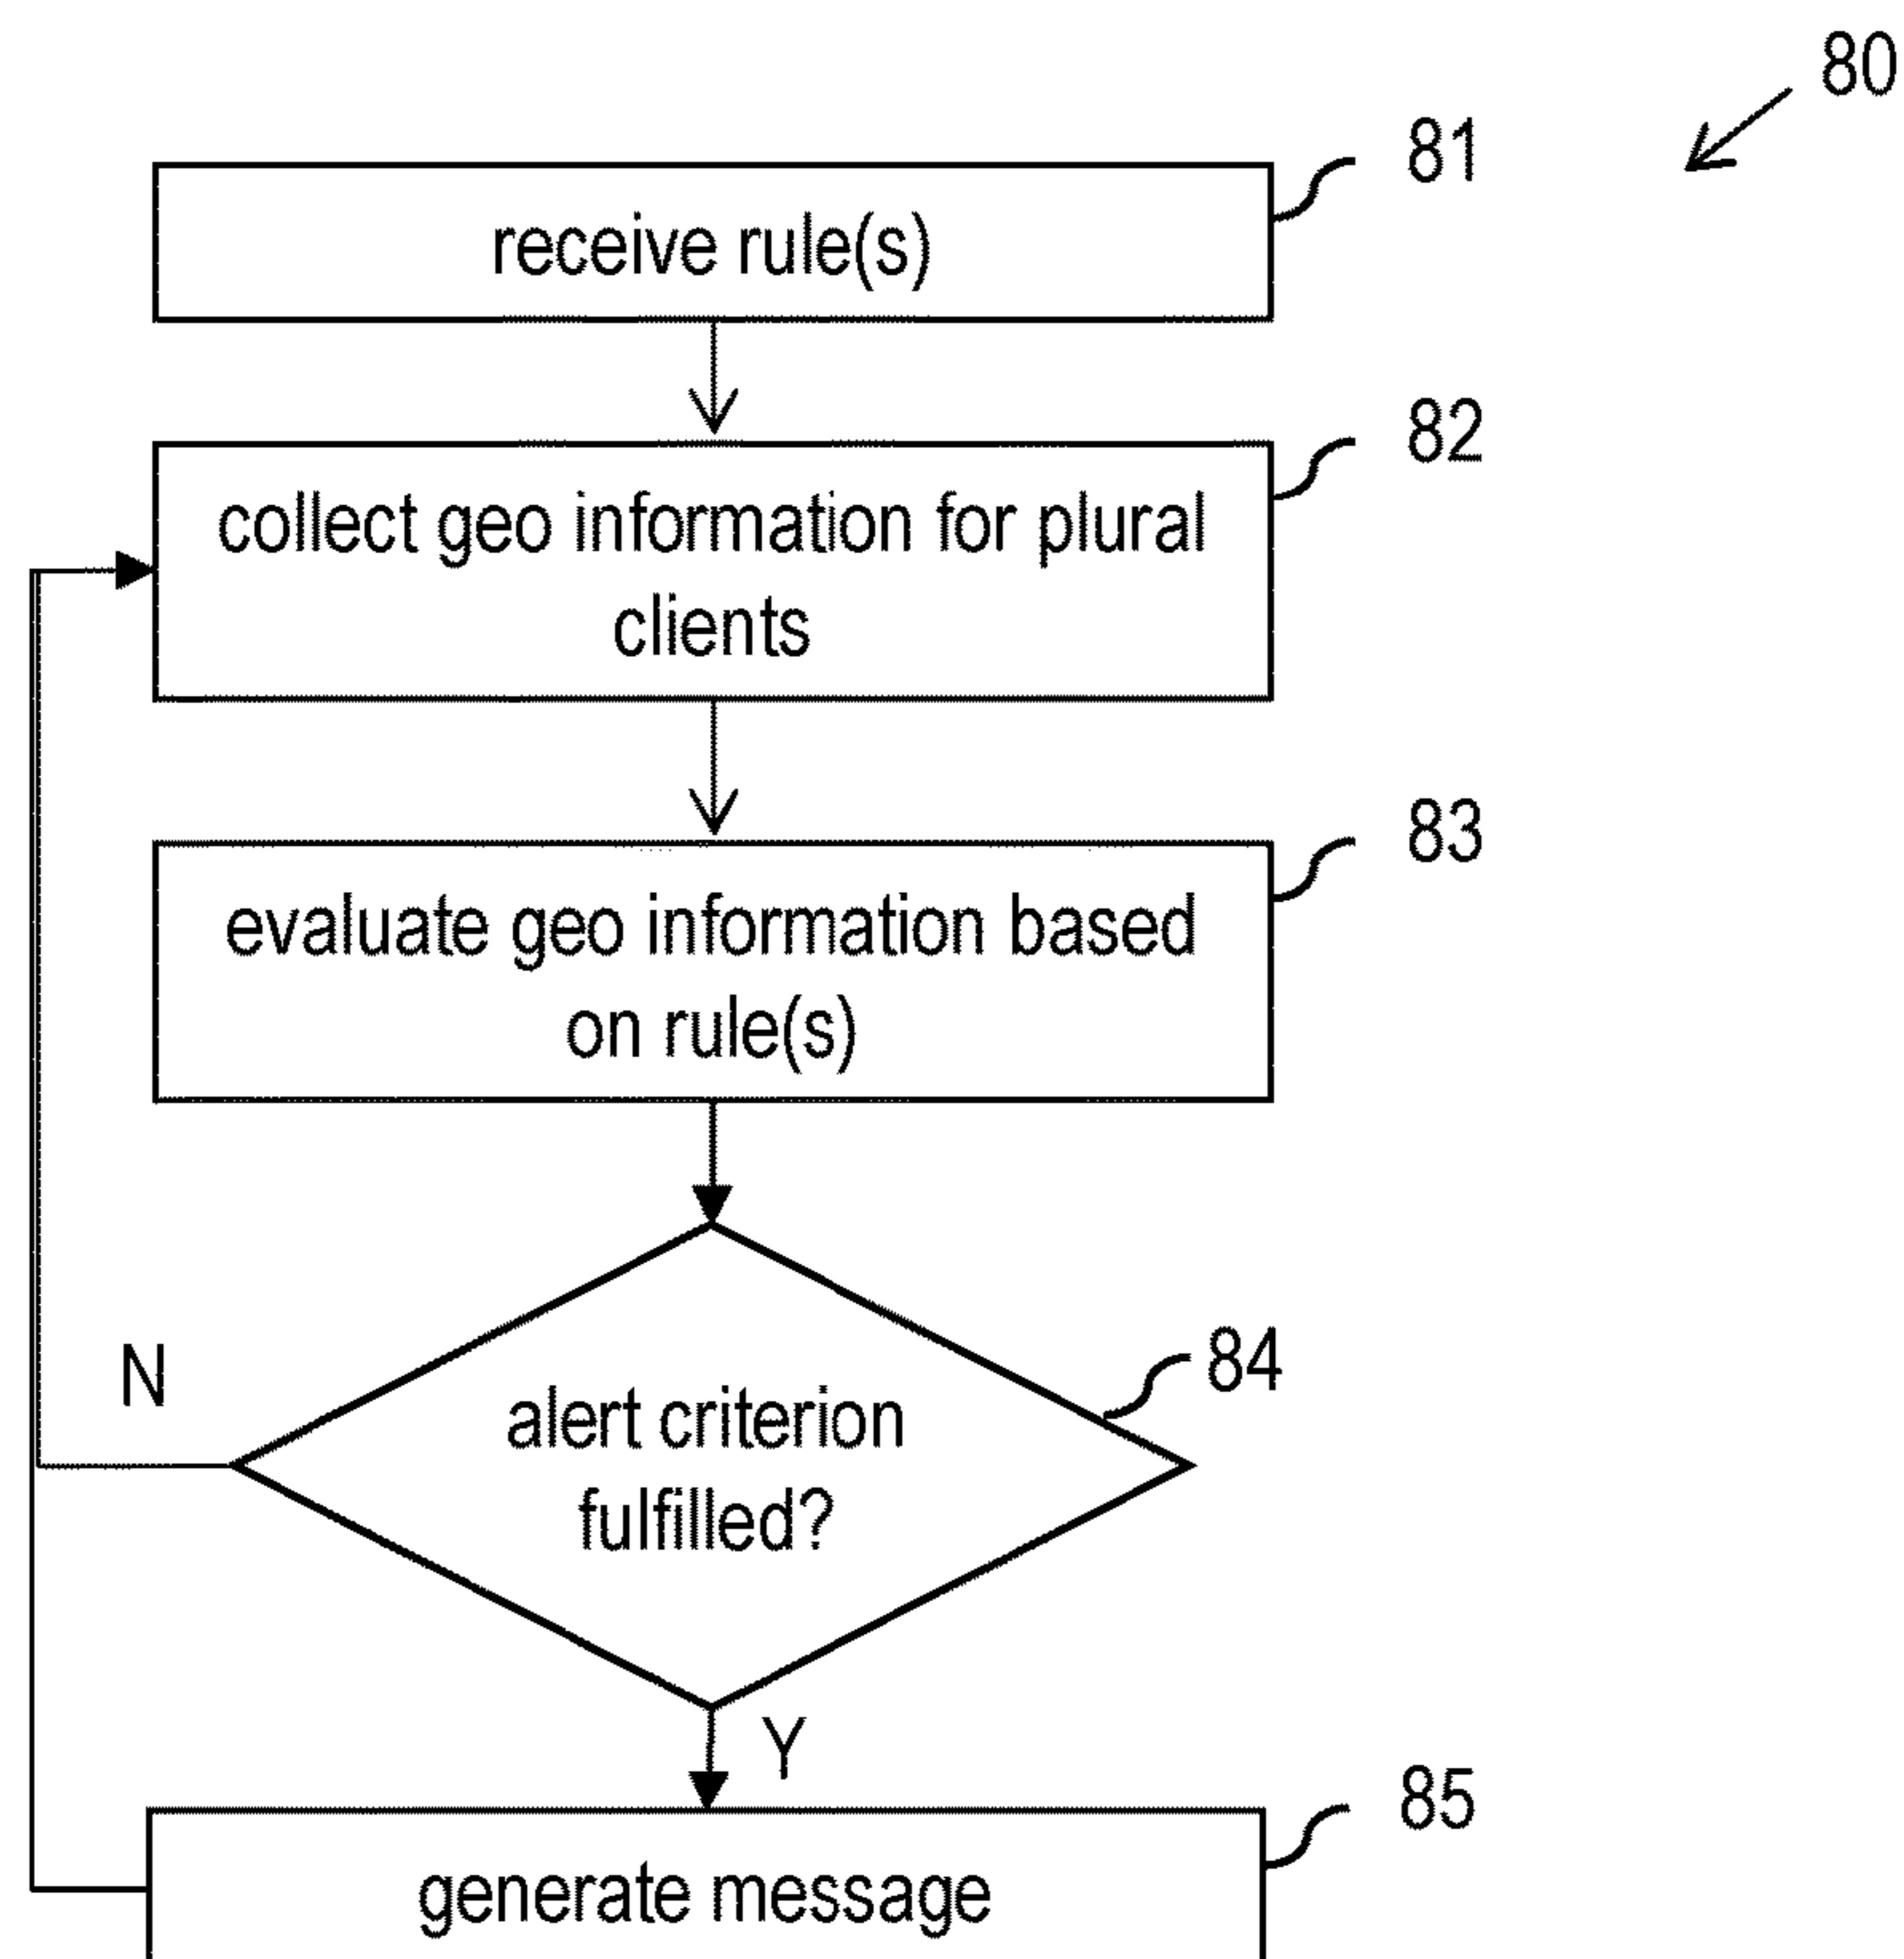 80
81
receive rule(s)
82
collect geo information for plural
clients
83
evaluate geo information based
on rule(s)
84
N
alert criterion
fulfilled?
Y
85
generate message